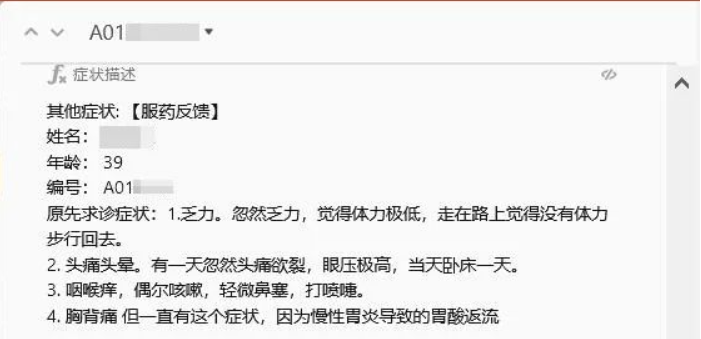 A01
症状描述
其他症状:【服药反馈】
姓名：
年龄： 39
编号： A01
原先求诊症状：1.乏力。忽然乏力，觉得体力极低，走在路上觉得没有体力
步行回去。
2. 头痛头晕。有一天忽然头痛欲裂，眼压极高，当天卧床一天。
3. 咽喉痒，偶尔咳嗽，轻微鼻塞，打喷嚏。
4. 胸背痛 但一直有这个症状，因为慢性胃炎导致的胃酸返流